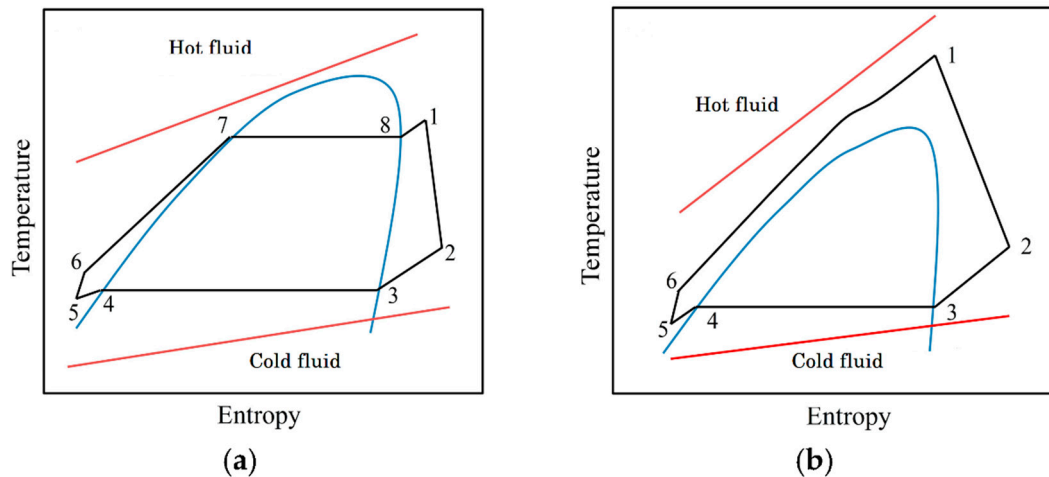 Hot fluid
7
8
1
6
2
5
4
3
Cold fluid
Temperature
Entropy
(a)
1
Hot fluid
6
2
5
4
3
Cold fluid
Temperature
Entropy
(b)